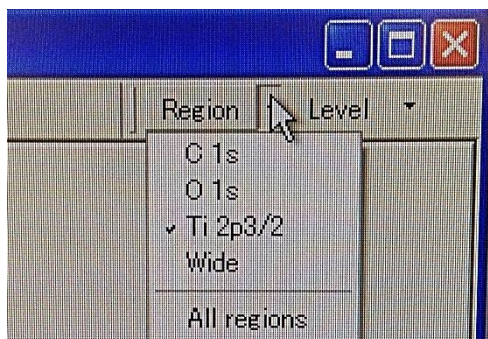 Region Level
C 1s
O 1s
Ti 2p3/2
Wide
All regions